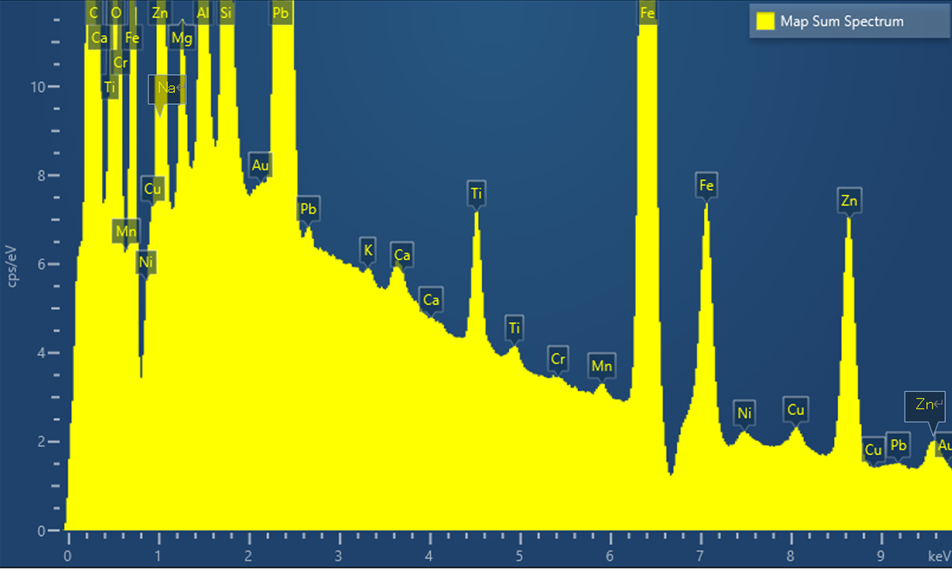 Map Sum Spectrum
C O Zn Al Si Pb Fe
Ca Fe Mg
Cr
Ti Na↵
10
8
6
4
2
0
cps/eV
Au
Cu
Pb
Mn
Ni
K
Ca
Ca
Ti
Ti
Cr
Mn
Fe
Ni
Cu
Zn
Cu
Pb
Zn↵
Au
0 1 2 3 4 5 6 7 8 9 keV